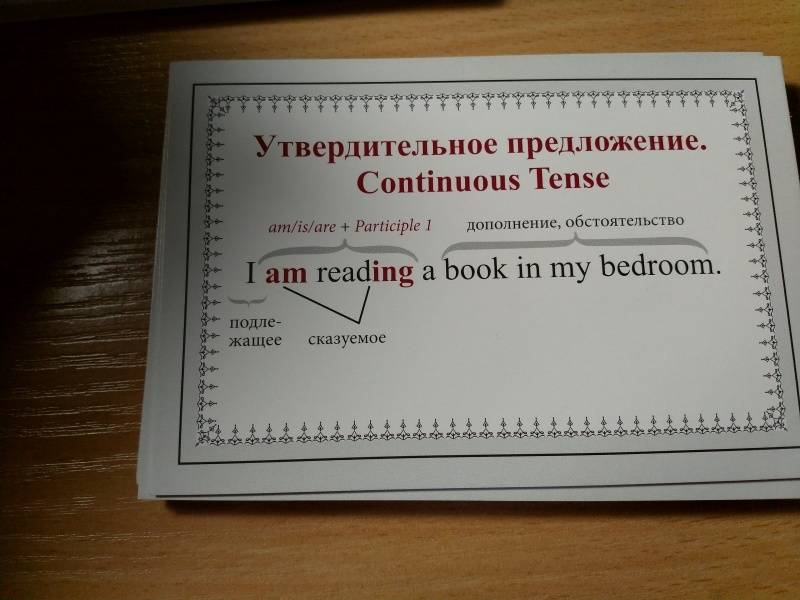 Утвердительное предложение.
Continuous Tense
am/is/are + Participle 1 дополнение, обстоятельство
I am reading a book in my bedroom.
подле-
жащее сказуемое